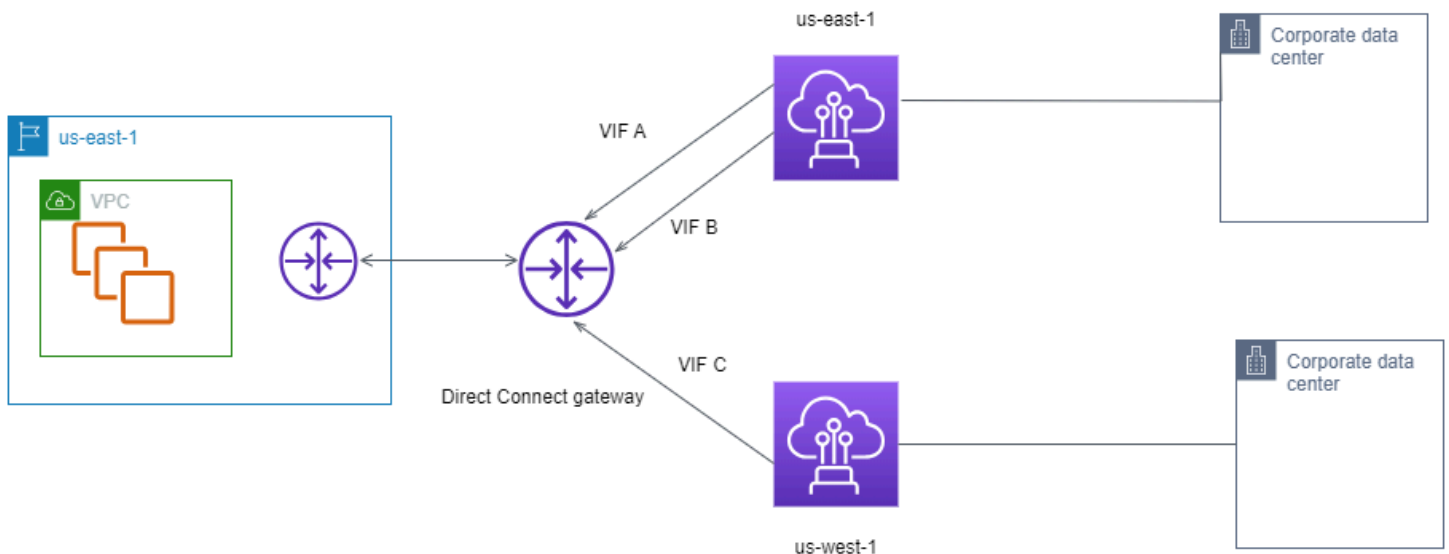 us-east-1
Corporate data
center
us-east-1
VIF A
VPC
VIF B
VIF C
Corporate data
center
Direct Connect gateway
us-west-1